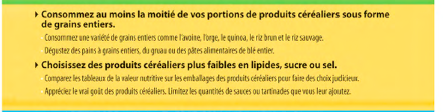 Consommez au moins la moitié de vos portions de produits céréaliers sous forme
de grains entiers.
Consommez une variété de grains entiers comme l'avoine, l'orge, le quinoa, le riz brun et le riz sauvage.
Dégustez des pains à grains entiers, du gruau ou des pâtes alimentaires de blé entier.
Choisissez des produits céréaliers plus faibles en lipides, sucre ou sel.
Comparez les tableaux de la valeur nutritive sur les emballages des produits céréaliers pour faire des choix judicieux.
Appréciez le vrai goût des produits céréaliers. Limitez les quantités de sauces ou tartinades que vous leur ajoutez.